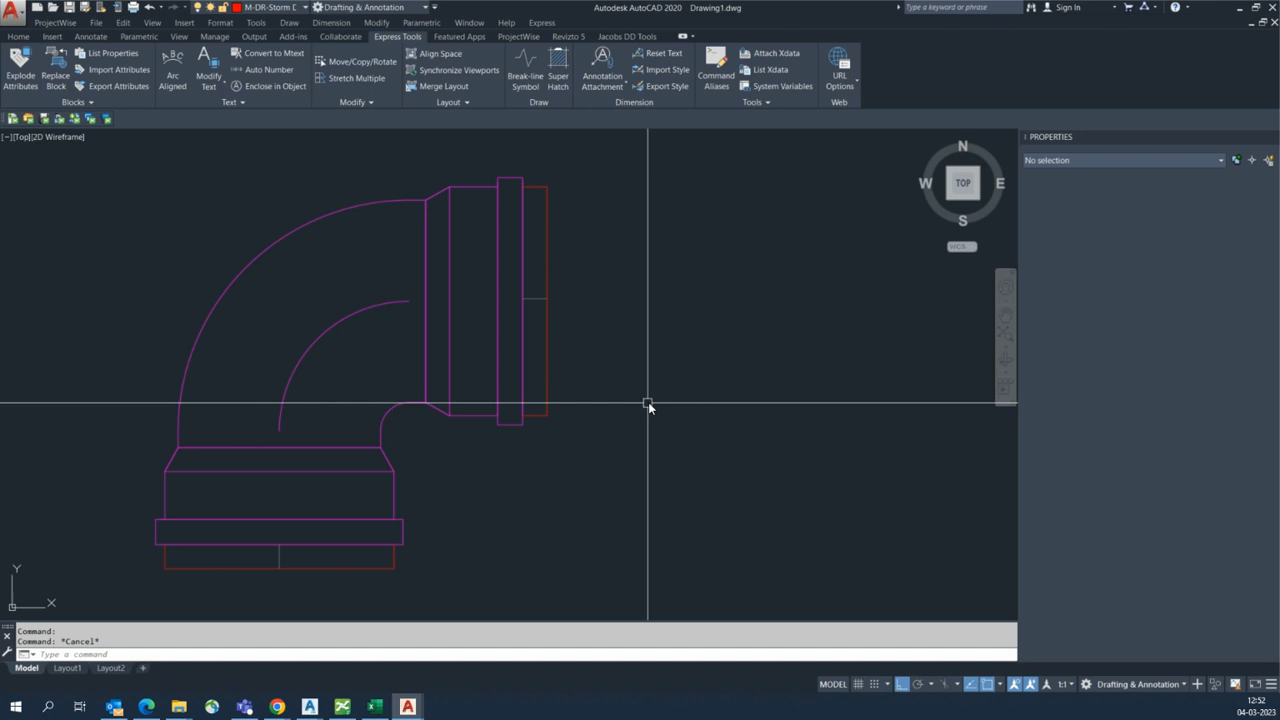 M-DR-Storm D
Drafting & Annotation
Autodesk AutoCAD 2020 Drawing1.dwg
Type a keyword or phrase
Sign In
ProjectWise File Edit View Insert Format Tools Draw Dimension Modify Parametric Window Help Express
Home Insert Annotate Parametric View Manage Output Add-ins Collaborate Express Tools Featured Apps ProjectWise Revizto 5 Jacobs DD Tools
Explode Attributes
Replace Block
List Properties
Import Attributes
Export Attributes
Blocks
Arc Aligned
Modify Text
Convert to Mtext
Auto Number
Enclose in Object
Text
Move/Copy/Rotate
Stretch Multiple
Modify
Align Space
Synchronize Viewports
Merge Layout
Layout
Break-line Symbol
Super Hatch
Draw
Annotation Attachment
Reset Text
Import Style
Export Style
Dimension
Command Aliases
Attach Xdata
List Xdata
System Variables
Tools
URL Options
Web
[−][Top][2D Wireframe]
PROPERTIES
No selection
N
W TOP E
S
WCS
Y
X
Command:
Command: *Cancel*
Type a command
Model Layout1 Layout2 +
MODEL
1:1
Drafting & Annotation
12:52
04-03-2023